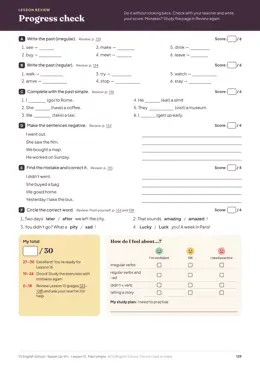 LESSON REVIEW
Progress check
Do it without looking back. Check with your teacher and write your score. Mistakes? Study the page in Review again.
A Write the past (irregular). Score /6
1. see → 3. make → 5. drink →
2. buy → 4. meet → 6. leave →
B Write the past (regular). Score /6
1. walk → 3. try → 5. watch →
2. arrive → 4. stop → 6. stay →
C Complete with the past simple. Score /6
1. I (go) to Rome. 4. He (eat) a
2. She (have) a coffee. 5. They (visit) a museum.
3. We (take) a taxi. 6. I (get) up early.
D Make the sentences negative. Score /4
I went out.
She saw the film.
We bought a map.
He worked on Sunday.
E Find the mistake and correct it. Score /4
I didn't went
She buyed a bag
We goed home
Yesterday I take the bus.
F Circle the correct word. Score /4
1. Two days later / after we left the city. 2. That sounds amazing / amazed !
3. You didn't go? What a pity / sad ! 4. Lucky / Luck you! A week in Paris!
My total
/ 30
How do I feel about...?
I'm confident OK I need practice
irregular verbs
regular verbs and -ed
didn't + verb
telling a story
My study plan: I need to practise